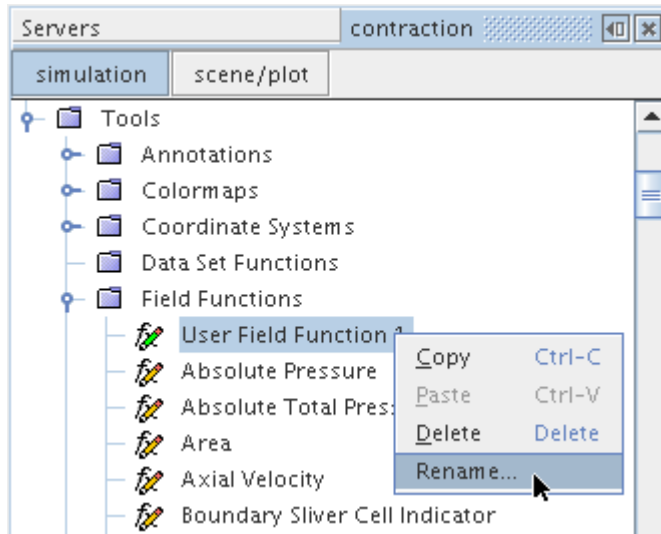 Servers
contraction
simulation
scene/plot
Tools
Annotations
Colormaps
Coordinate Systems
Data Set Functions
Field Functions
User Field Function 1
Absolute Pressure
Absolute Total Pres
Area
Axial Velocity
Boundary Sliver Cell Indicator
Copy Ctrl-C
Paste Ctrl-V
Delete Delete
Rename...